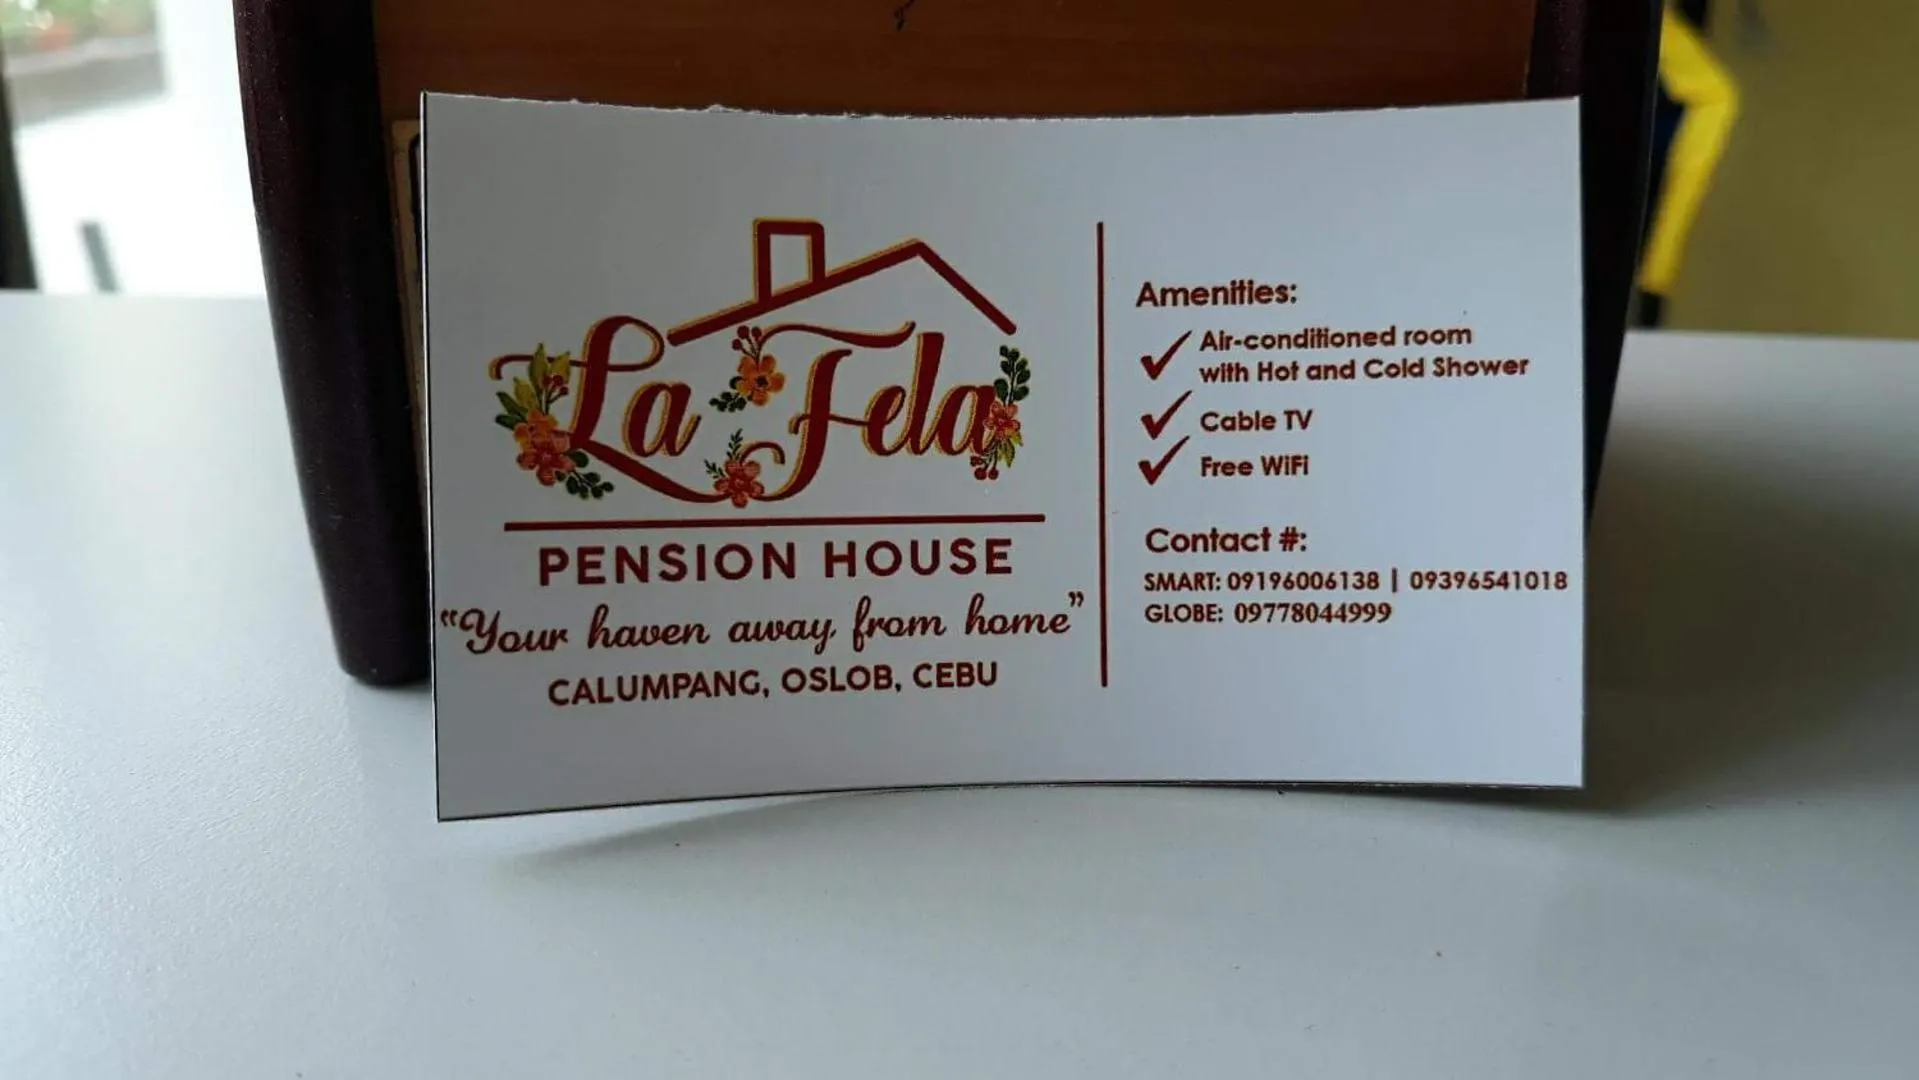 La Fela
PENSION HOUSE
"Your haven away from home"
CALUMPANG, OSLOB, CEBU
Amenities:
Air-conditioned room
with Hot and Cold Shower
Cable TV
Free WiFi
Contact #:
SMART: 09196006138 | 09396541018
GLOBE: 09778044999